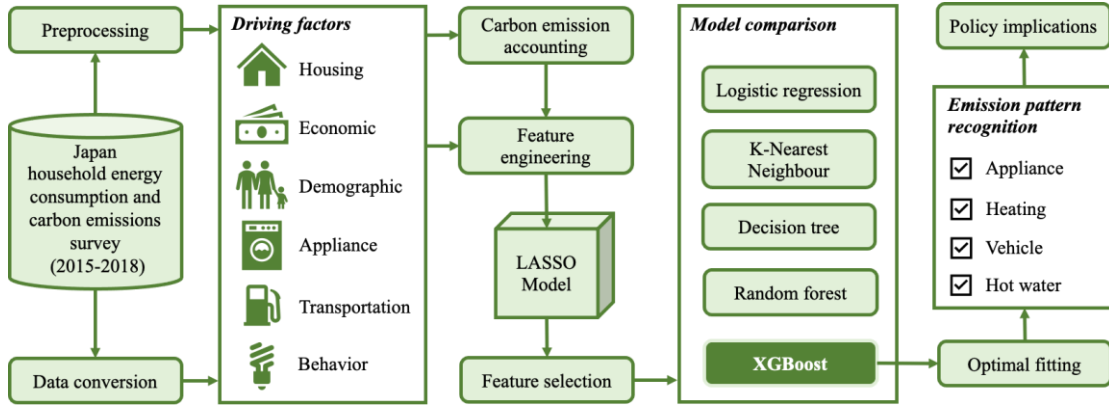 Preprocessing
Japan
household energy
consumption and
carbon emissions
survey
(2015-2018)
Data conversion
Driving factors
Housing
Economic
Demographic
Appliance
Transportation
Behavior
Carbon emission
accounting
Feature
engineering
LASSO
Model
Feature selection
Model comparison
Logistic regression
K-Nearest
Neighbour
Decision tree
Random forest
XGBoost
Policy implications
Emission pattern
recognition
Appliance
Heating
Vehicle
Hot water
Optimal fitting